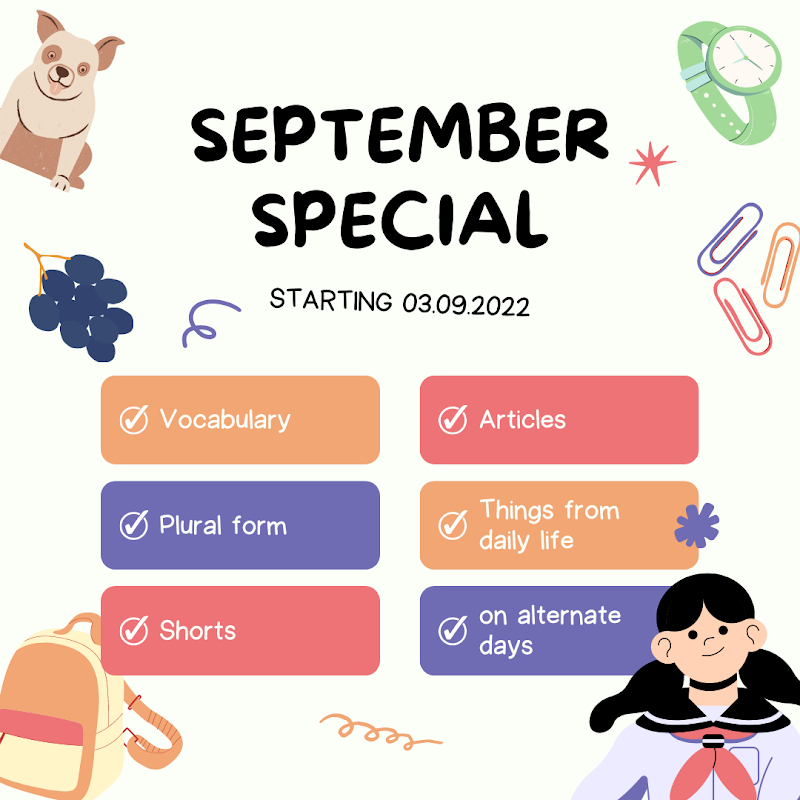 SEPTEMBER
SPECIAL
STARTING 03.09.2022
Vocabulary
Articles
Plural form
Things from
daily life
Shorts
on alternate
days